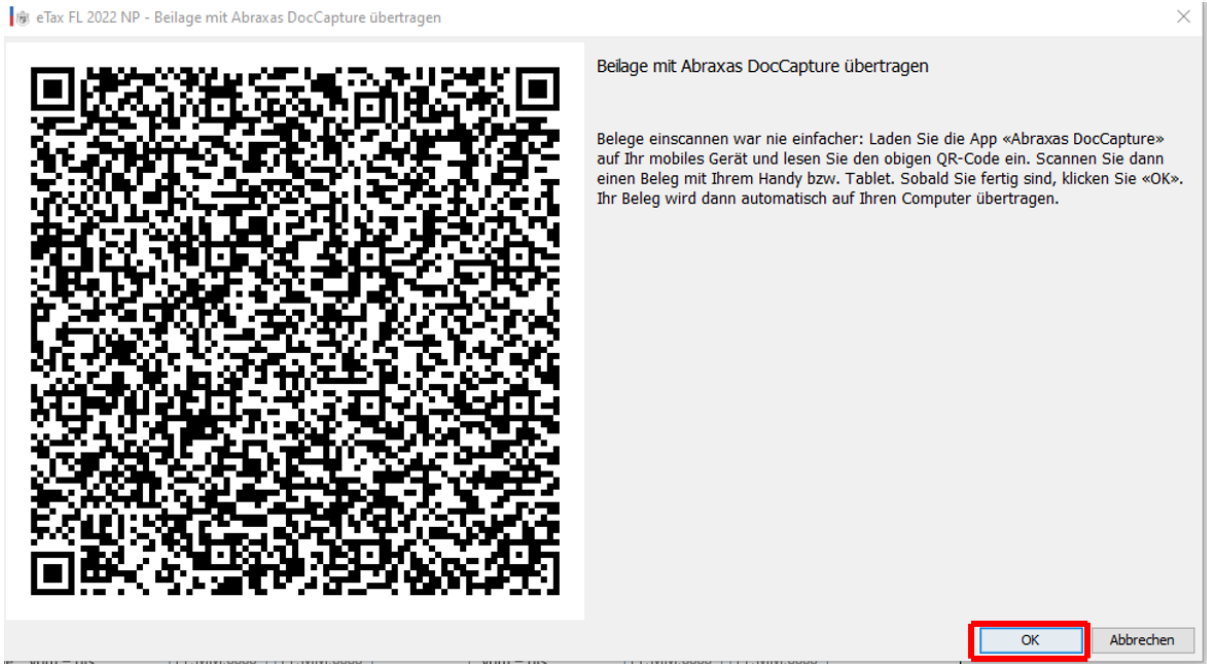 eTax FL 2022 NP - Beilage mit Abraxas DocCapture übertragen
Beilage mit Abraxas DocCapture übertragen
Belege einscannen war nie einfacher: Laden Sie die App «Abraxas DocCapture»
auf Ihr mobiles Gerät und lesen Sie den obigen QR-Code ein. Scannen Sie dann
einen Beleg mit Ihrem Handy bzw. Tablet. Sobald Sie fertig sind, klicken Sie «OK».
Ihr Beleg wird dann automatisch auf Ihren Computer übertragen.
OK Abbrechen